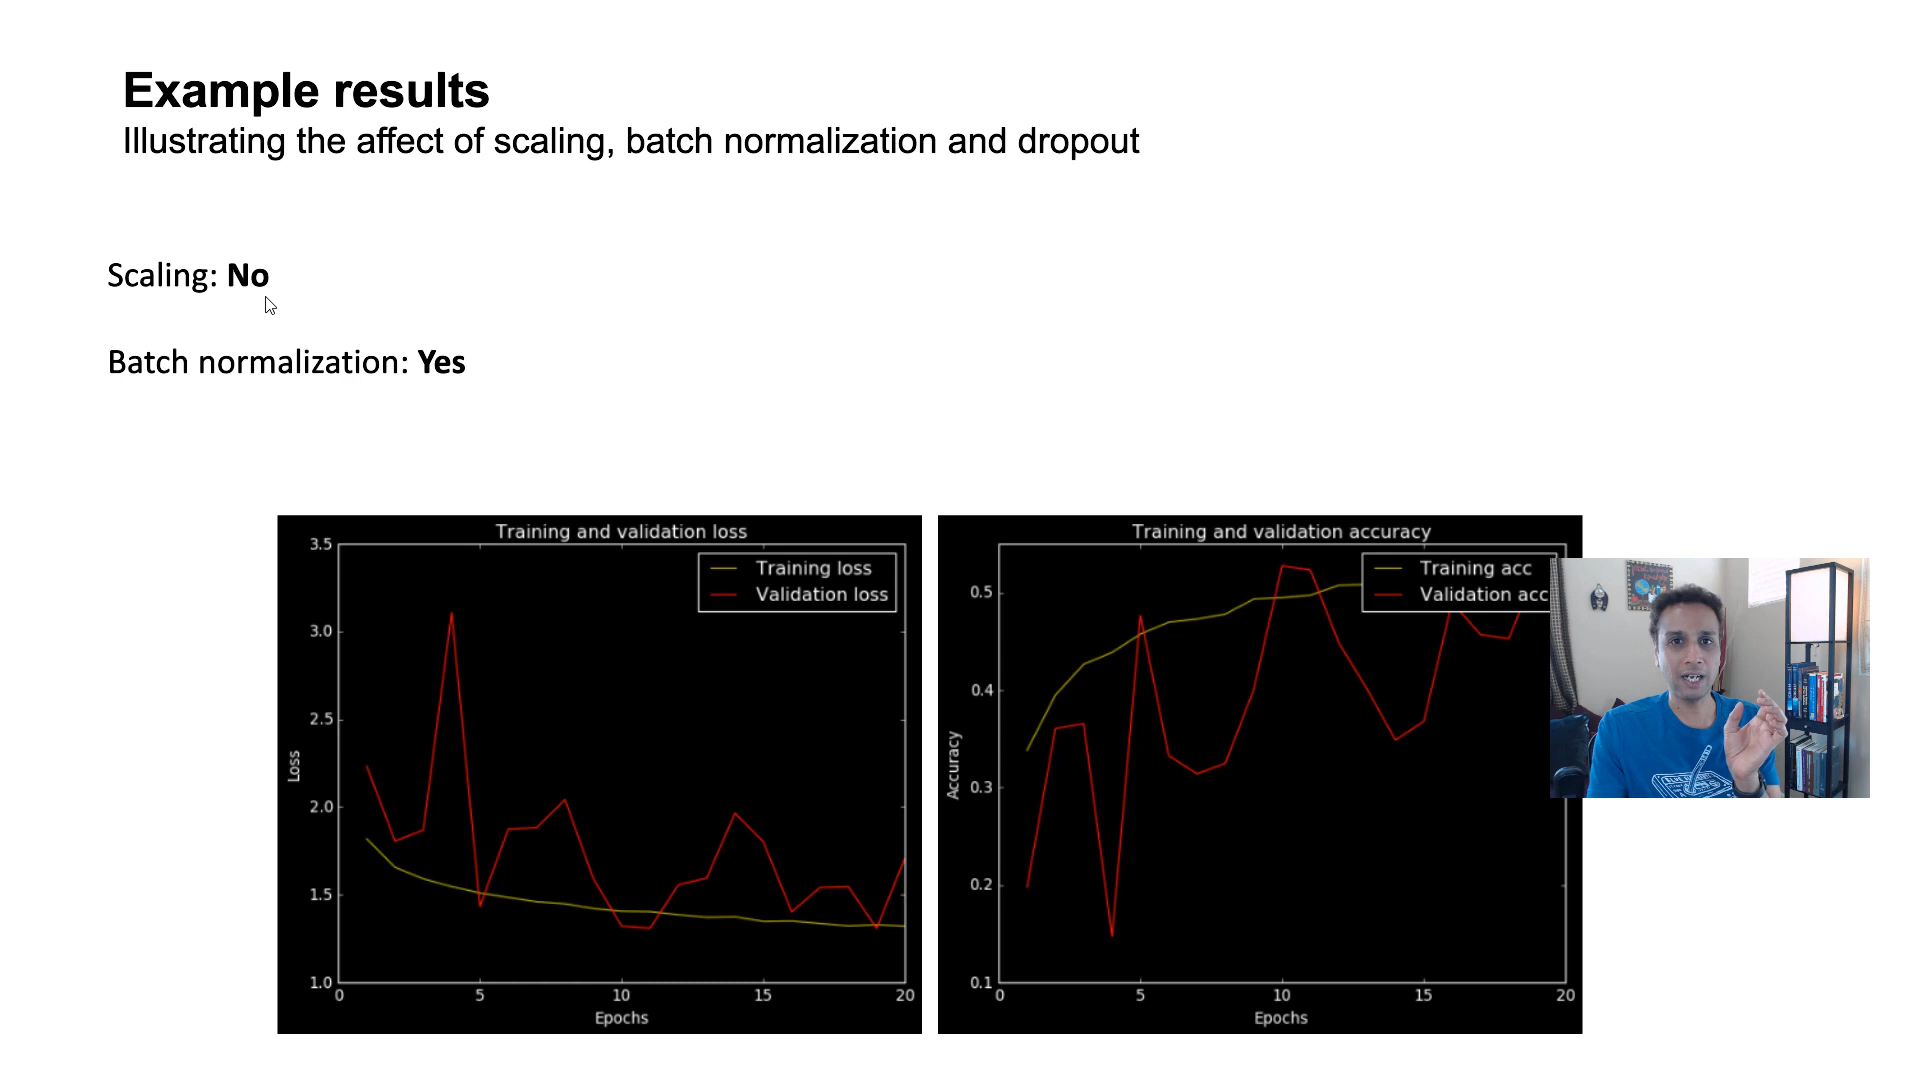 Example results
Illustrating the affect of scaling, batch normalization and dropout
Scaling: No
Batch normalization: Yes
Training and validation loss
Training loss
Validation loss
3.5
3.0
2.5
2.0
1.5
1.0
Loss
0
5
10
15
20
Epochs
Training and validation accuracy
Training acc
Validation acc
0.5
0.4
0.3
0.2
0.1
Accuracy
0
5
10
15
20
Epochs